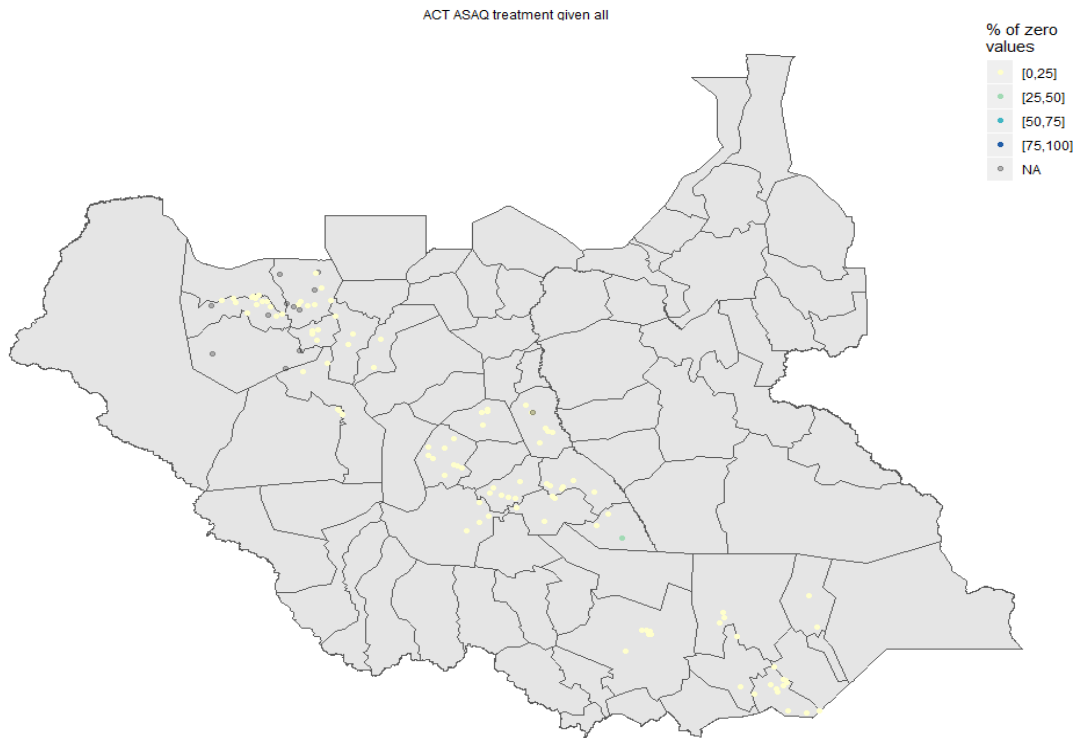 ACT ASAQ treatment given all
% of zero
values
[0,25]
[25,50]
[50,75]
[75,100]
NA